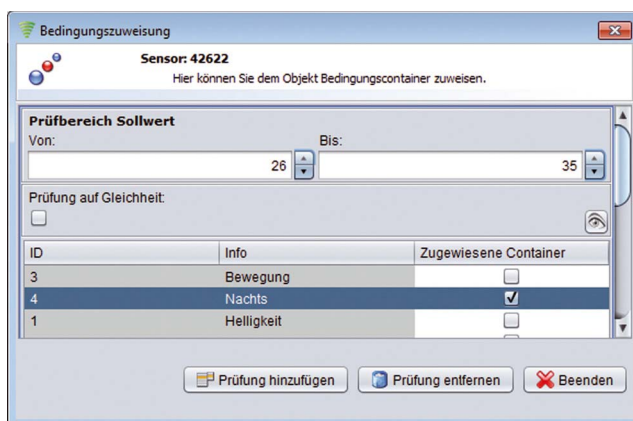 Bedingungszuweisung
Sensor: 42622
Hier können Sie dem Objekt Bedingungscontainer zuweisen.
Prüfbereich Sollwert
Von: Bis:
26 35
Prüfung auf Gleichheit:
ID Info Zugewiesene Container
3 Bewegung
4 Nachts
1 Helligkeit
Prüfung hinzufügen Prüfung entfernen Beenden